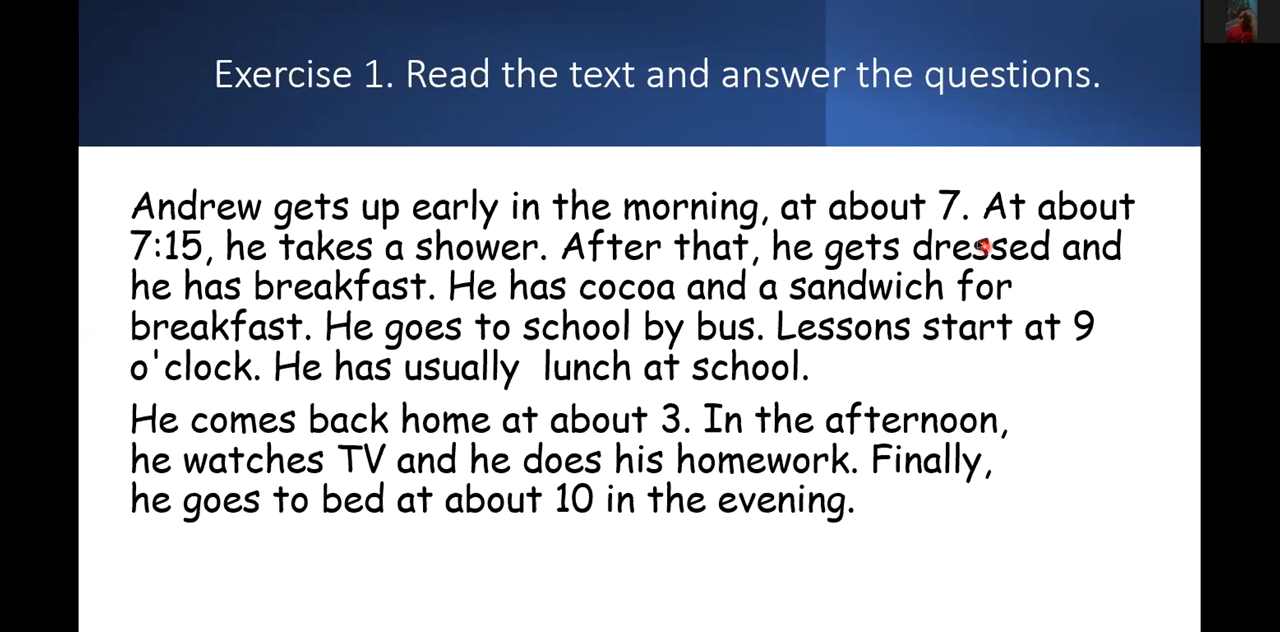 Exercise 1. Read the text and answer the questions.
Andrew gets up early in the morning, at about 7. At about
7:15, he takes a shower. After that, he gets dressed and
he has breakfast. He has cocoa and a sandwich for
breakfast. He goes to school by bus. Lessons start at 9
o'clock. He has usually  lunch at school.
He comes back home at about 3. In the afternoon,
he watches TV and he does his homework. Finally,
he goes to bed at about 10 in the evening.